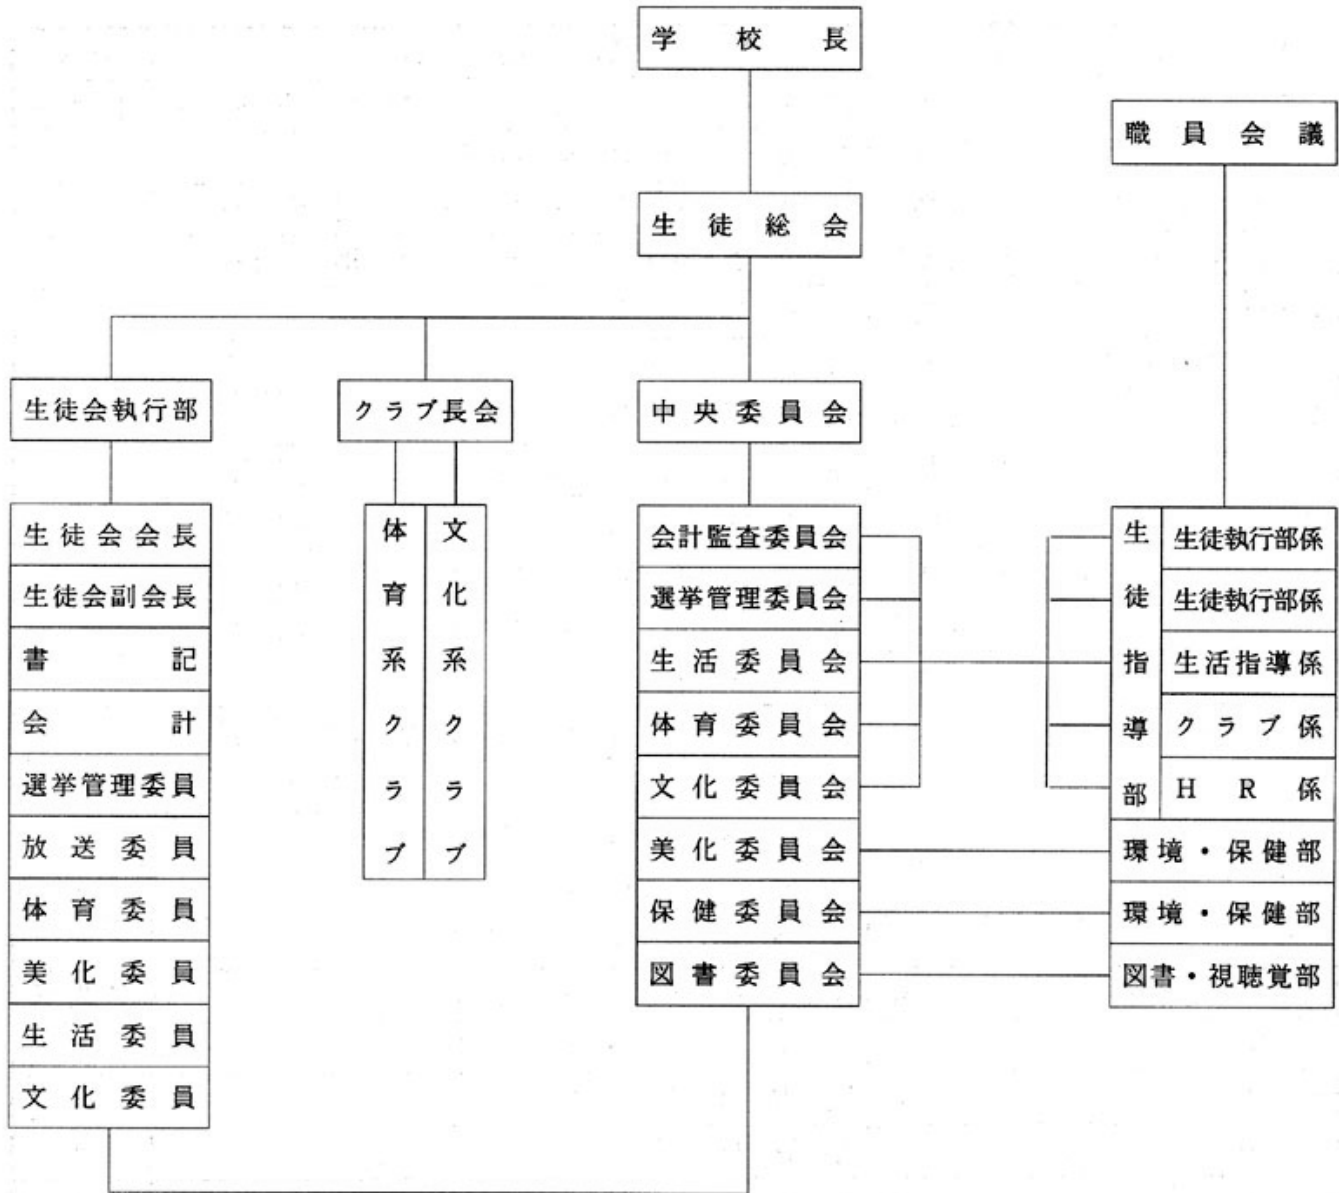 学校長
職員会議
生徒総会
生徒会執行部
クラブ長会
中央委員会
生徒会会長
生徒会副会長
書記
会計
選挙管理委員
放送委員
体育委員
美化委員
生活委員
文化委員
体育系クラブ
文化系クラブ
会計監査委員会
選挙管理委員会
生活委員会
体育委員会
文化委員会
美化委員会
保健委員会
図書委員会
生徒指導部
生徒執行部係
生徒執行部係
生活指導係
クラブ係
HR係
環境・保健部
環境・保健部
図書・視聴覚部